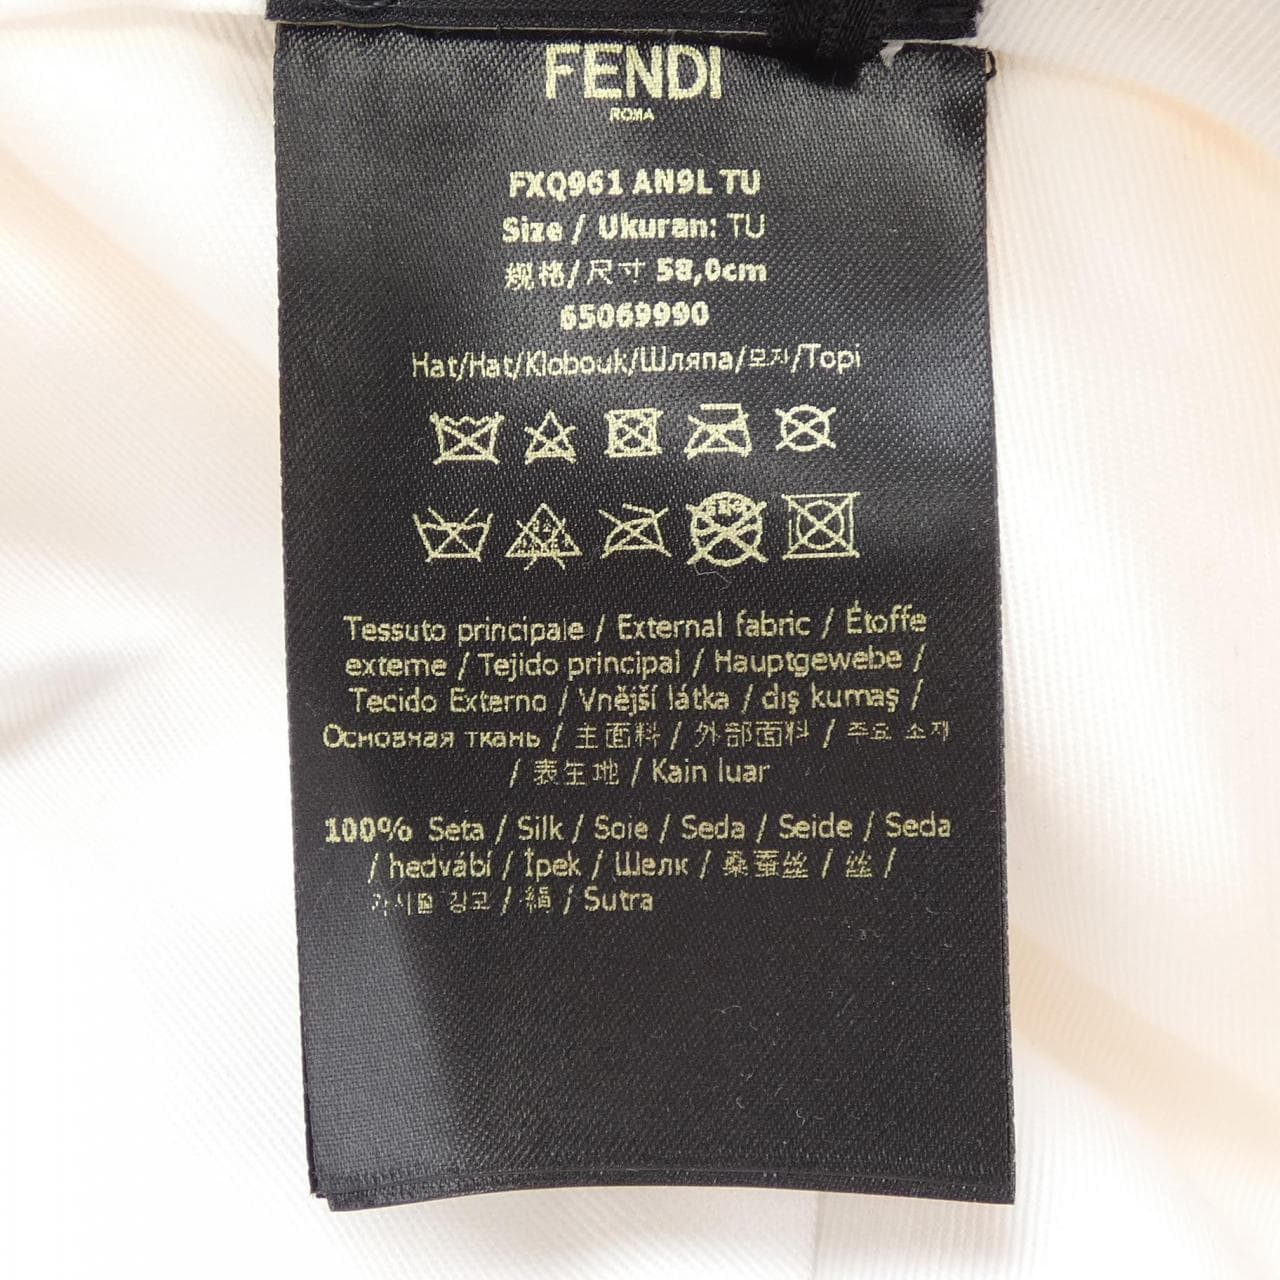 FENDI
ROMA
FXQ961 AN9L TU
Size / Ukuran: TU
规格/尺寸 58,0cm
65069990
Hat/Hat/Klobouk/Шляпа/모자/Topi
Tessuto principale / External fabric / Étoffe
externe / Tejido principal / Hauptgewebe /
Tecido Externo / Vnější látka / dış kumaş /
Основная ткань / 主面料 / 外部面料 / 주요 소재
/ 表生地 / Kain luar
100% Seta / Silk / Soie / Seda / Seide / Seda
/ hedvábí / İpek / Шелк / 桑蚕丝 / 丝 /
/ 絹 / Sutra